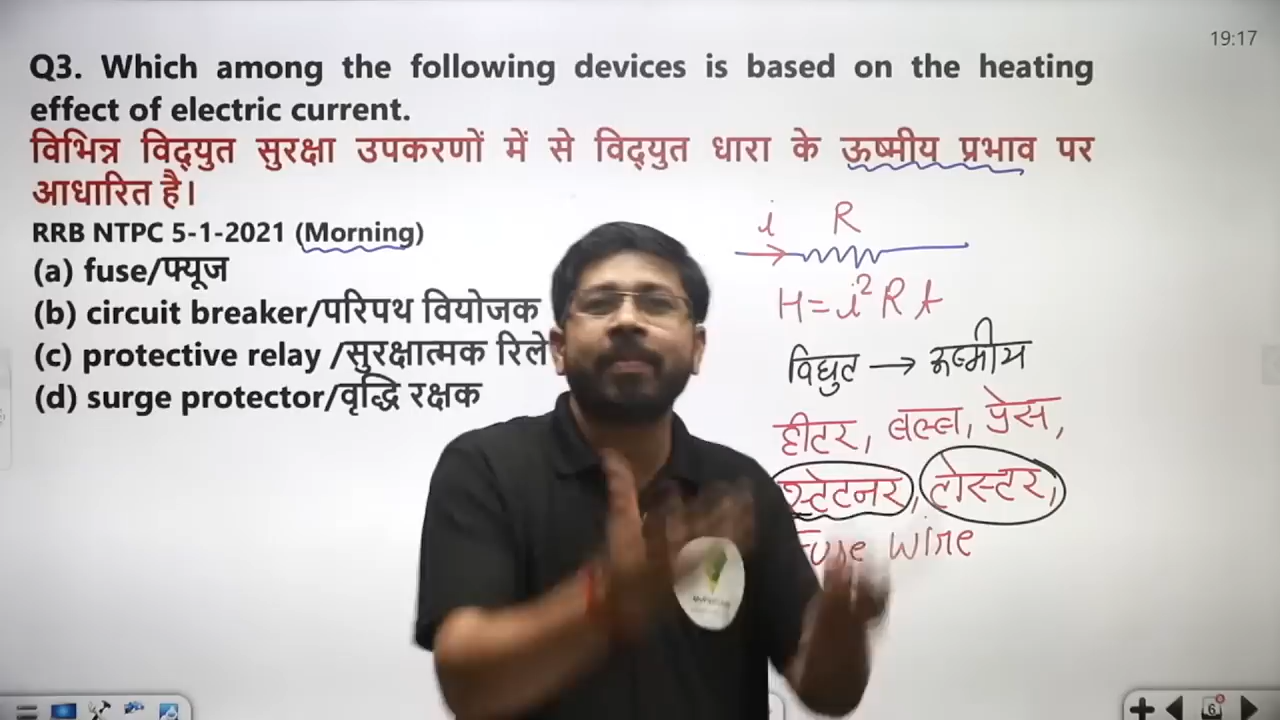 19:17
Q3. Which among the following devices is based on the heating
effect of electric current.
विभिन्न विद्युत सुरक्षा उपकरणों में से विद्युत धारा के ऊष्मीय प्रभाव पर
आधारित है।
RRB NTPC 5-1-2021 (Morning)
(a) fuse/फ्यूज
(b) circuit breaker/परिपथ वियोजक
(c) protective relay /सुरक्षात्मक रिले
(d) surge protector/वृद्धि रक्षक
i R
H=i²Rt
विधुत → ऊष्मीय
हीटर, बल्ब, प्रेस,
स्टेटनर, टोस्टर,
Fuse wire
6